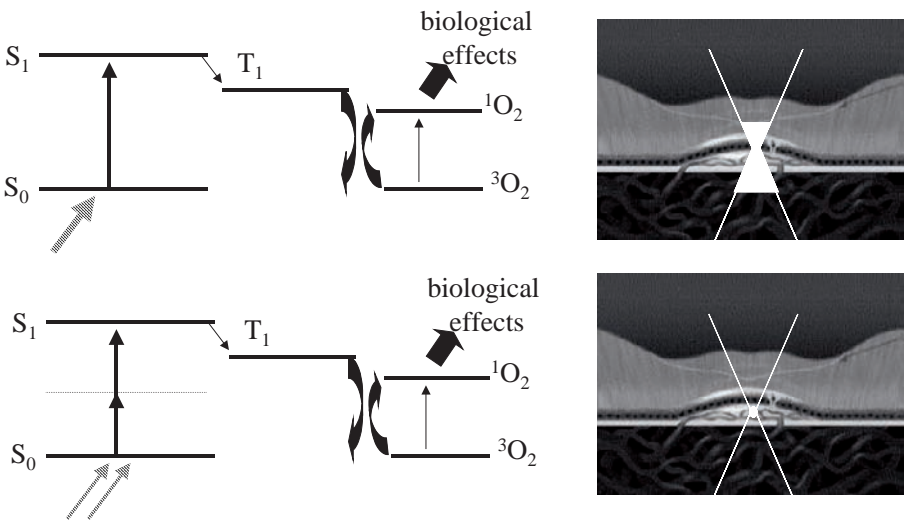 biological
effects
S₁
T₁
¹O₂
S₀
³O₂
biological
effects
S₁
T₁
¹O₂
S₀
³O₂